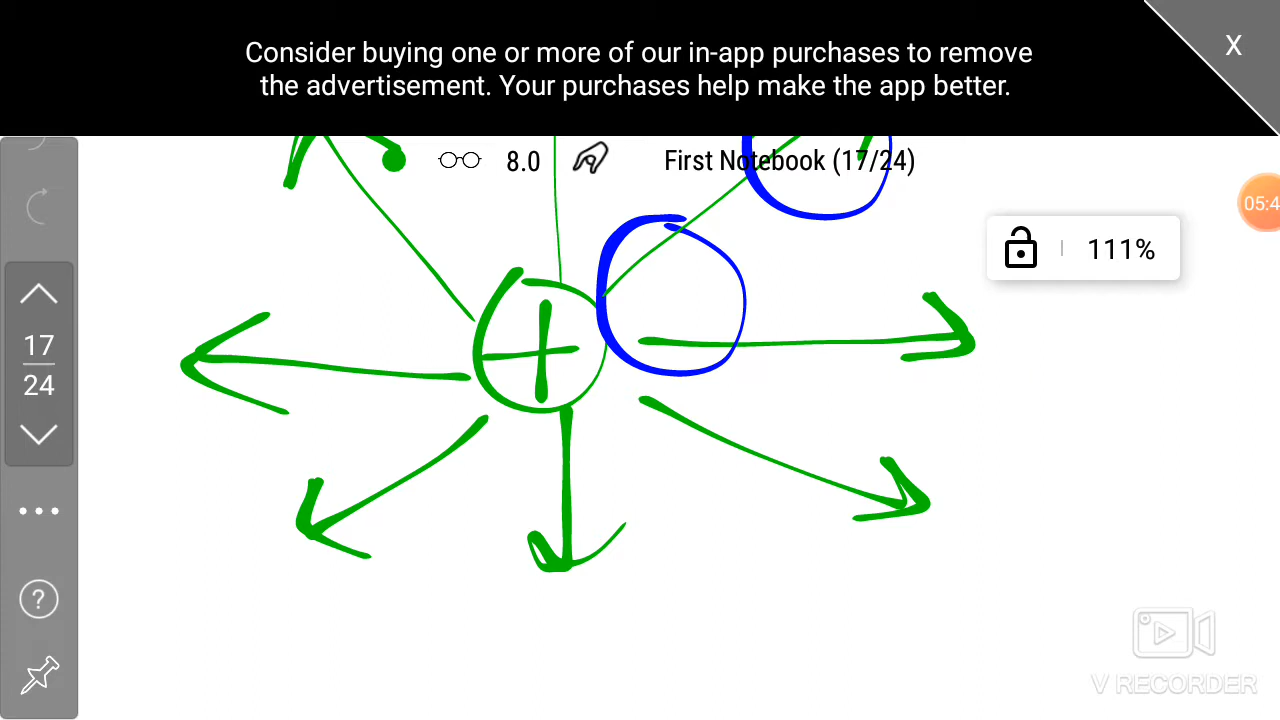 Consider buying one or more of our in-app purchases to remove
the advertisement. Your purchases help make the app better.
X
8.0
First Notebook (17/24)
05:4
111%
17
24
?
+
V RECORDER